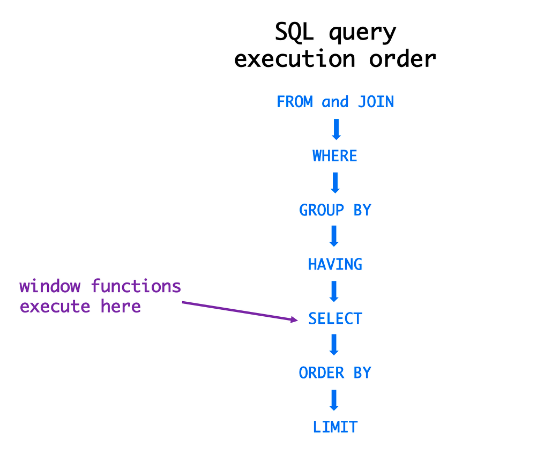 SQL query
execution order
FROM and JOIN
WHERE
GROUP BY
HAVING
window functions
execute here
SELECT
ORDER BY
LIMIT